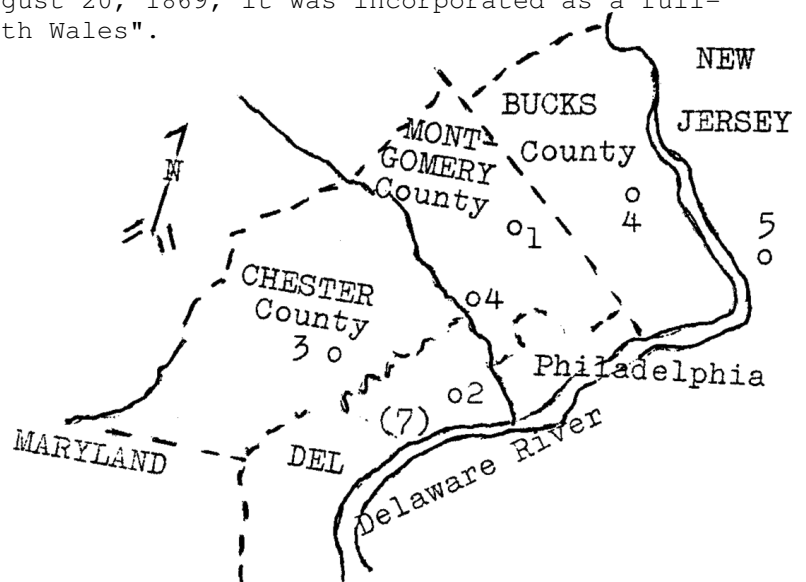 gust 20, 1869, it was incorporated as a full-
th Wales".
NEW
JERSEY
BUCKS
County
MONT-
GOMERY
County
N
1
4
5
4
CHESTER
County
3
Philadelphia
2
(7)
MARYLAND
DEL
Delaware River